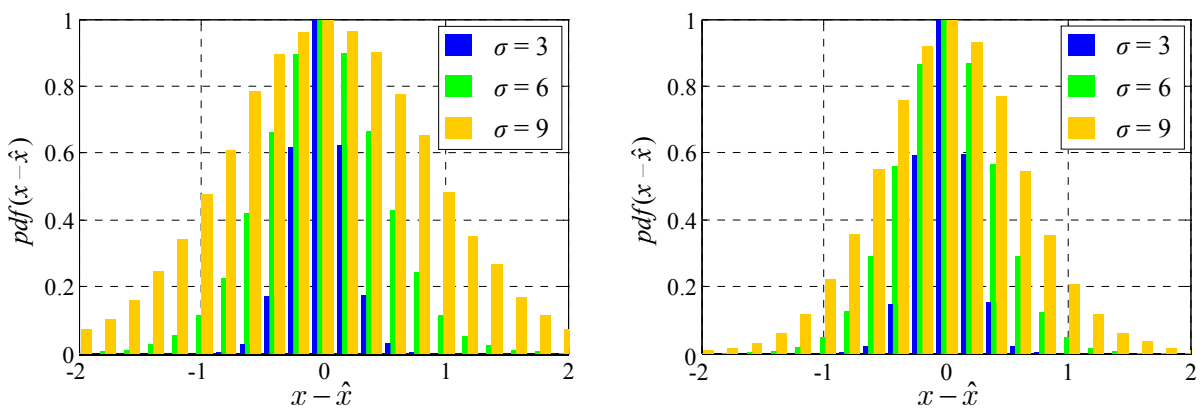 1
0.8
0.6
0.4
0.2
0
pdf(x – x̂)
-2 -1 0 1 2
x – x̂
σ = 3
σ = 6
σ = 9
1
0.8
0.6
0.4
0.2
0
pdf(x – x̂)
-2 -1 0 1 2
x – x̂
σ = 3
σ = 6
σ = 9